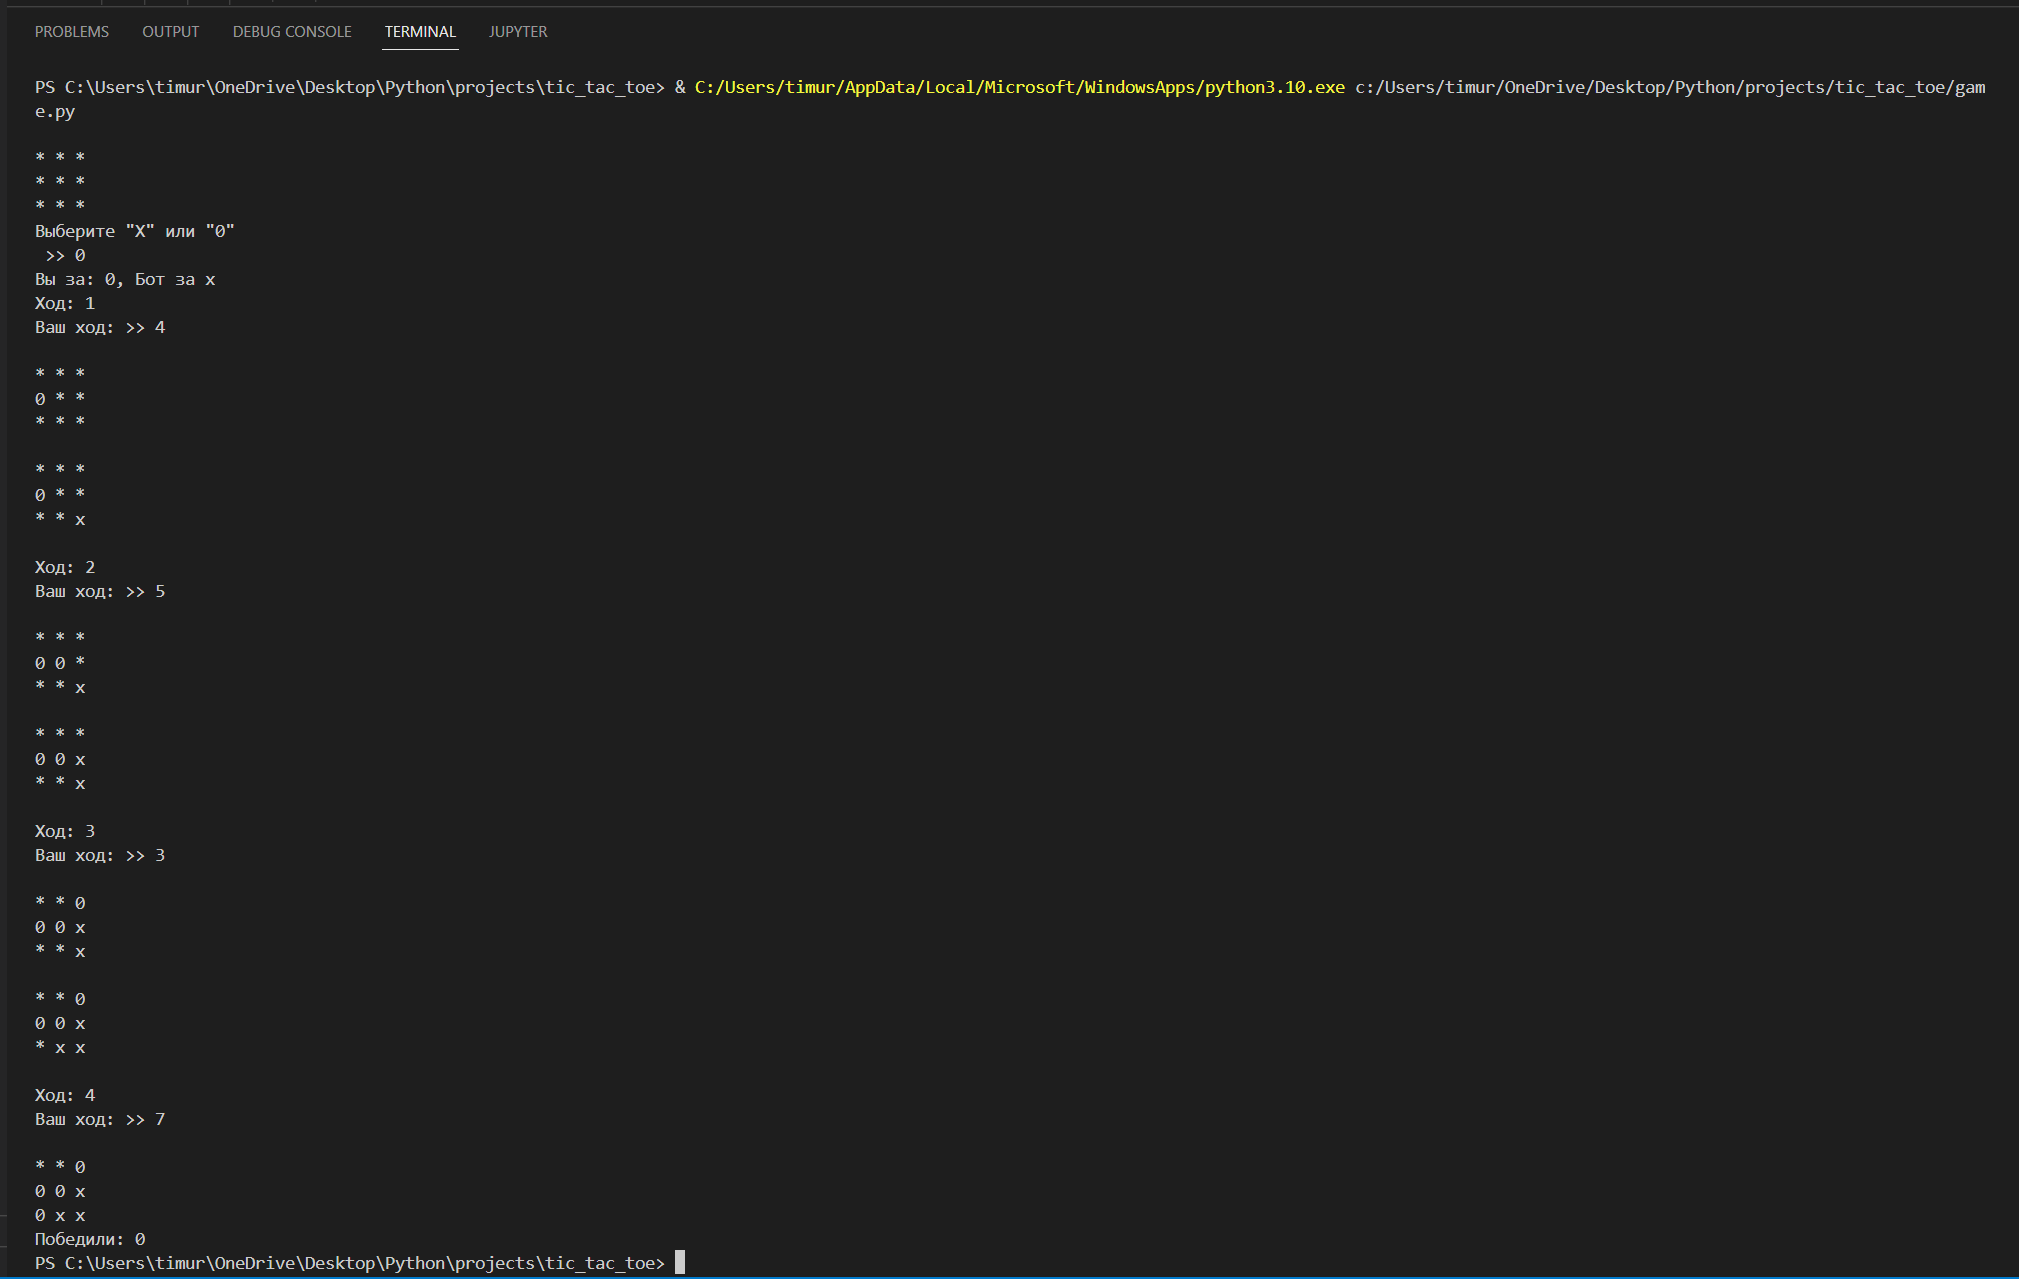 PROBLEMS OUTPUT DEBUG CONSOLE TERMINAL JUPYTER
PS C:\Users\timur\OneDrive\Desktop\Python\projects\tic_tac_toe> & C:/Users/timur/AppData/Local/Microsoft/WindowsApps/python3.10.exe c:/Users/timur/OneDrive/Desktop/Python/projects/tic_tac_toe/gam
e.py
* * *
* * *
* * *
Выберите "X" или "0"
>> 0
Вы за: 0, Бот за x
Ход: 1
Ваш ход: >> 4
* * *
0 * *
* * *
* * *
0 * *
* * x
Ход: 2
Ваш ход: >> 5
* * *
0 0 *
* * x
* * *
0 0 x
* * x
Ход: 3
Ваш ход: >> 3
* * 0
0 0 x
* * x
* * 0
0 0 x
* x x
Ход: 4
Ваш ход: >> 7
* * 0
0 0 x
0 x x
Победили: 0
PS C:\Users\timur\OneDrive\Desktop\Python\projects\tic_tac_toe>